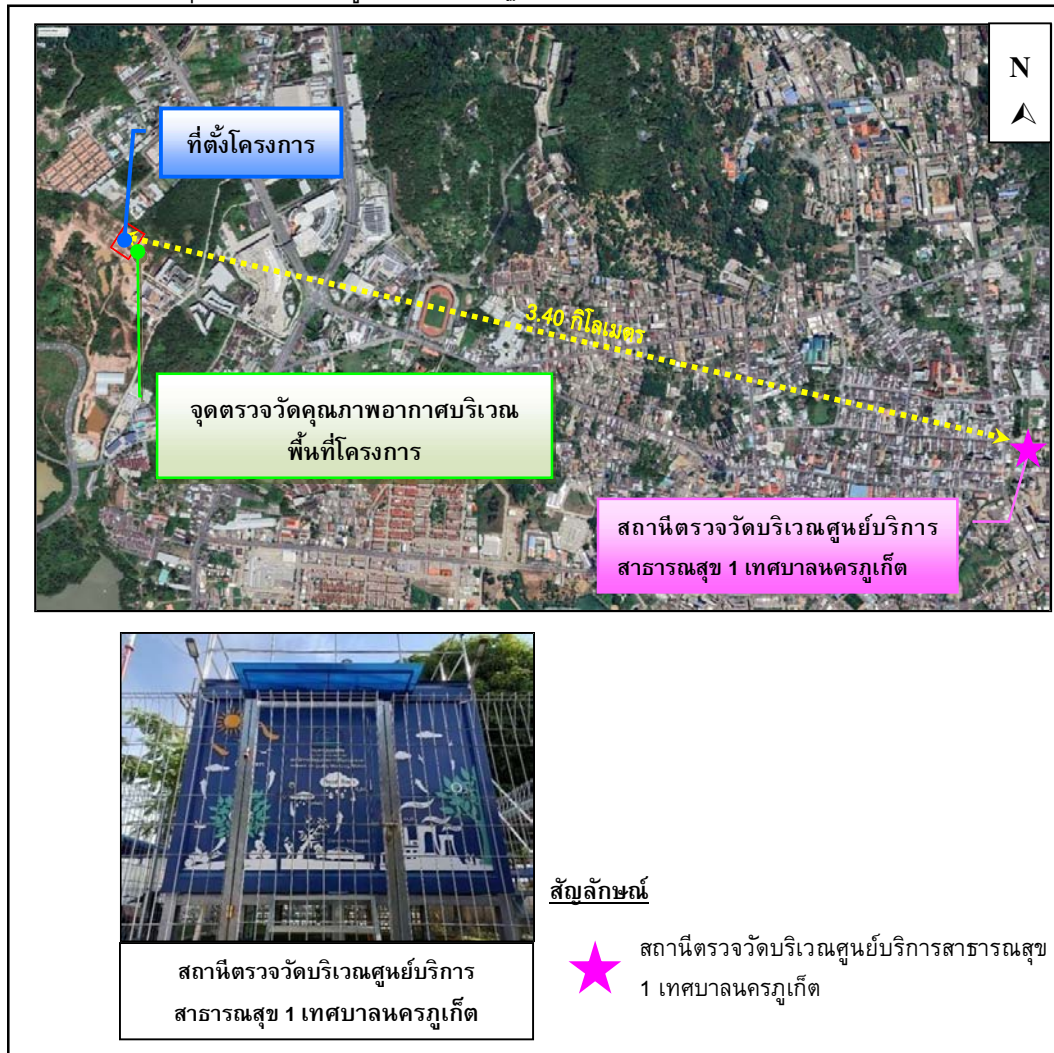 N
ที่ตั้งโครงการ
3.40 กิโลเมตร
จุดตรวจวัดคุณภาพอากาศบริเวณ
พื้นที่โครงการ
สถานีตรวจวัดบริเวณศูนย์บริการ
สาธารณสุข 1 เทศบาลนครภูเก็ต
สถานีตรวจวัดบริเวณศูนย์บริการ
สาธารณสุข 1 เทศบาลนครภูเก็ต
สัญลักษณ์
สถานีตรวจวัดบริเวณศูนย์บริการสาธารณสุข
1 เทศบาลนครภูเก็ต